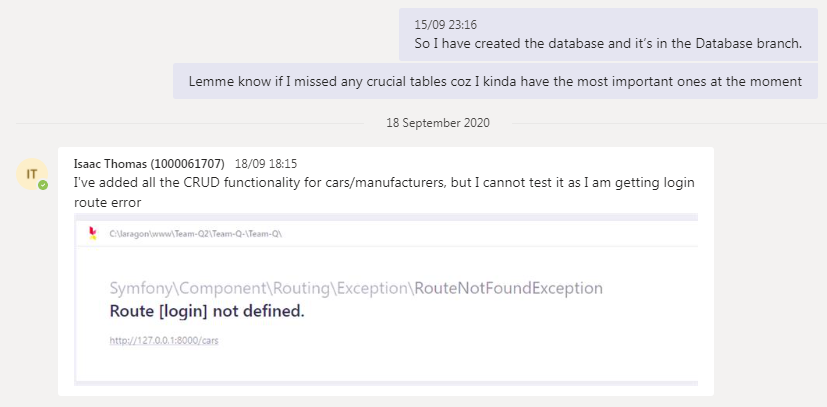 15/09 23:16
So I have created the database and it's in the Database branch.
Lemme know if I missed any crucial tables coz I kinda have the most important ones at the moment
18 September 2020
IT
Isaac Thomas (1000061707) 18/09 18:15
I've added all the CRUD functionality for cars/manufacturers, but I cannot test it as I am getting login
route error
C:\laragon\www\Team-Q2\Team-Q-\Team-Q\
Symfony\Component\Routing\Exception\RouteNotFoundException
Route [login] not defined.
http://127.0.0.1:8000/cars